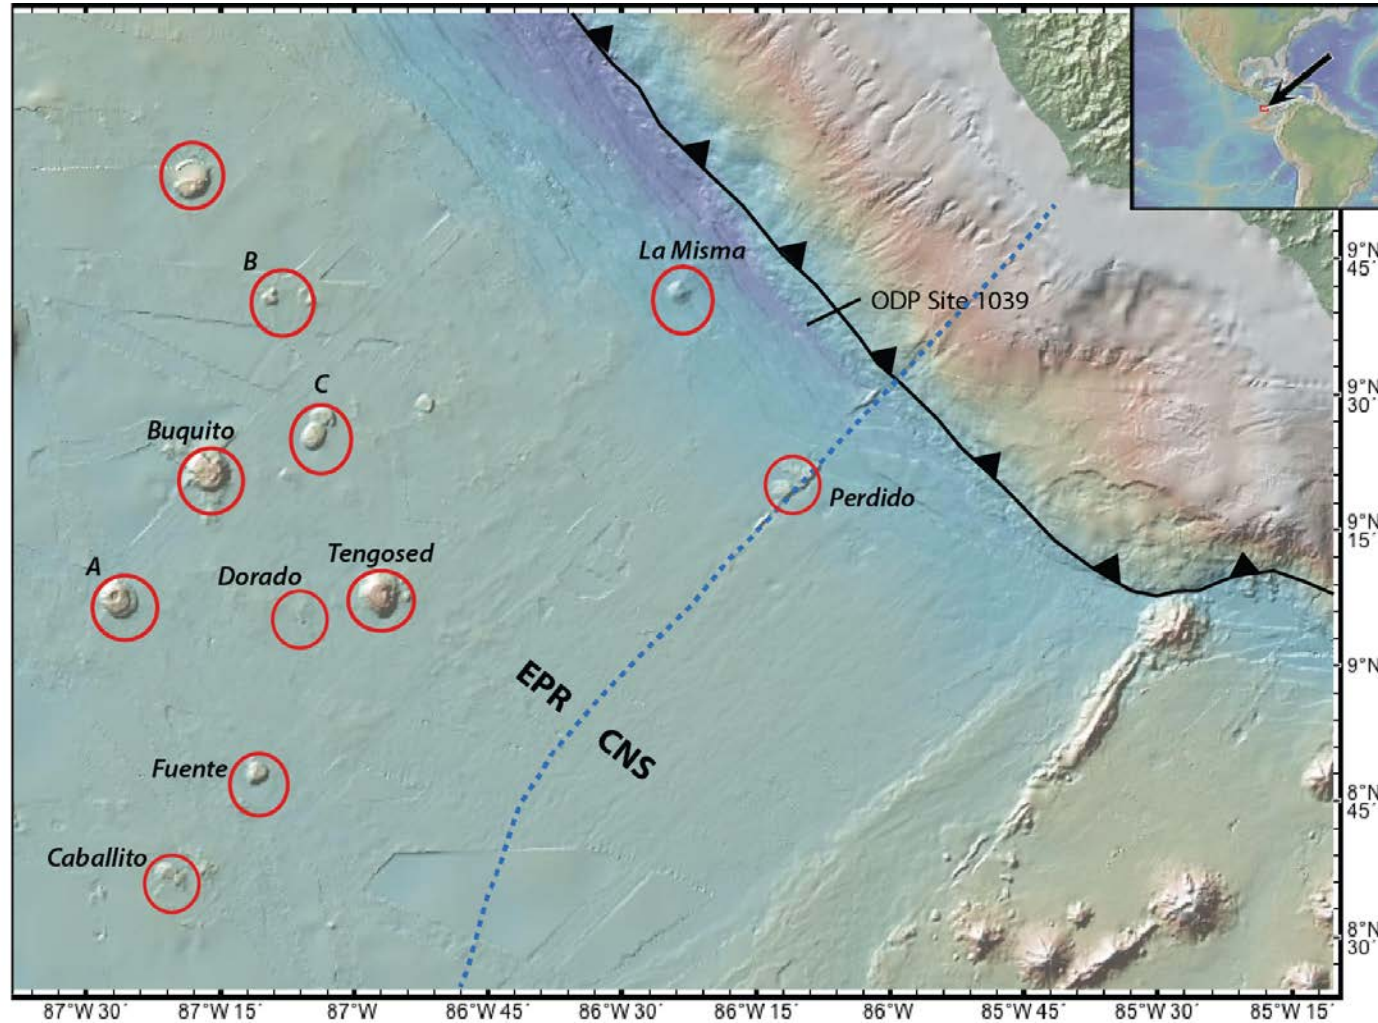 B
La Misma
ODP Site 1039
C
Buquito
Perdido
A
Dorado
Tengosed
EPR
CNS
Fuente
Caballito
9°N
45´
9°N
30´
9°N
15´
9°N
8°N
45´
8°N
30´
87°W 30´ 87°W 15´ 87°W 86°W 45´ 86°W 30´ 86°W 15´ 86°W 85°W 45´ 85°W 30´ 85°W 15´